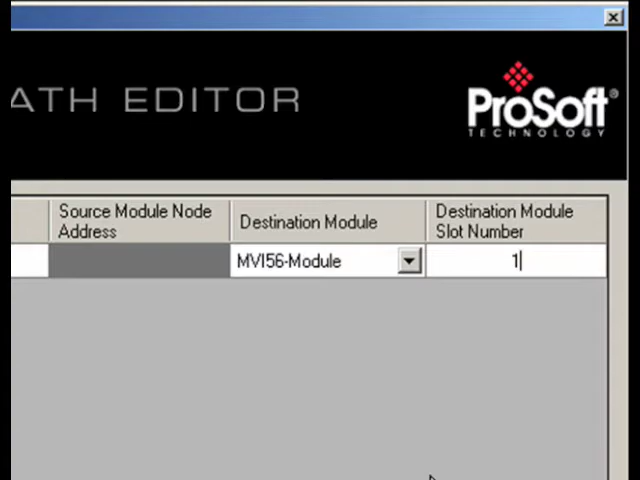 ATH EDITOR
ProSoft®
TECHNOLOGY
Source Module Node
Address
Destination Module
Destination Module
Slot Number
MVI56-Module
1